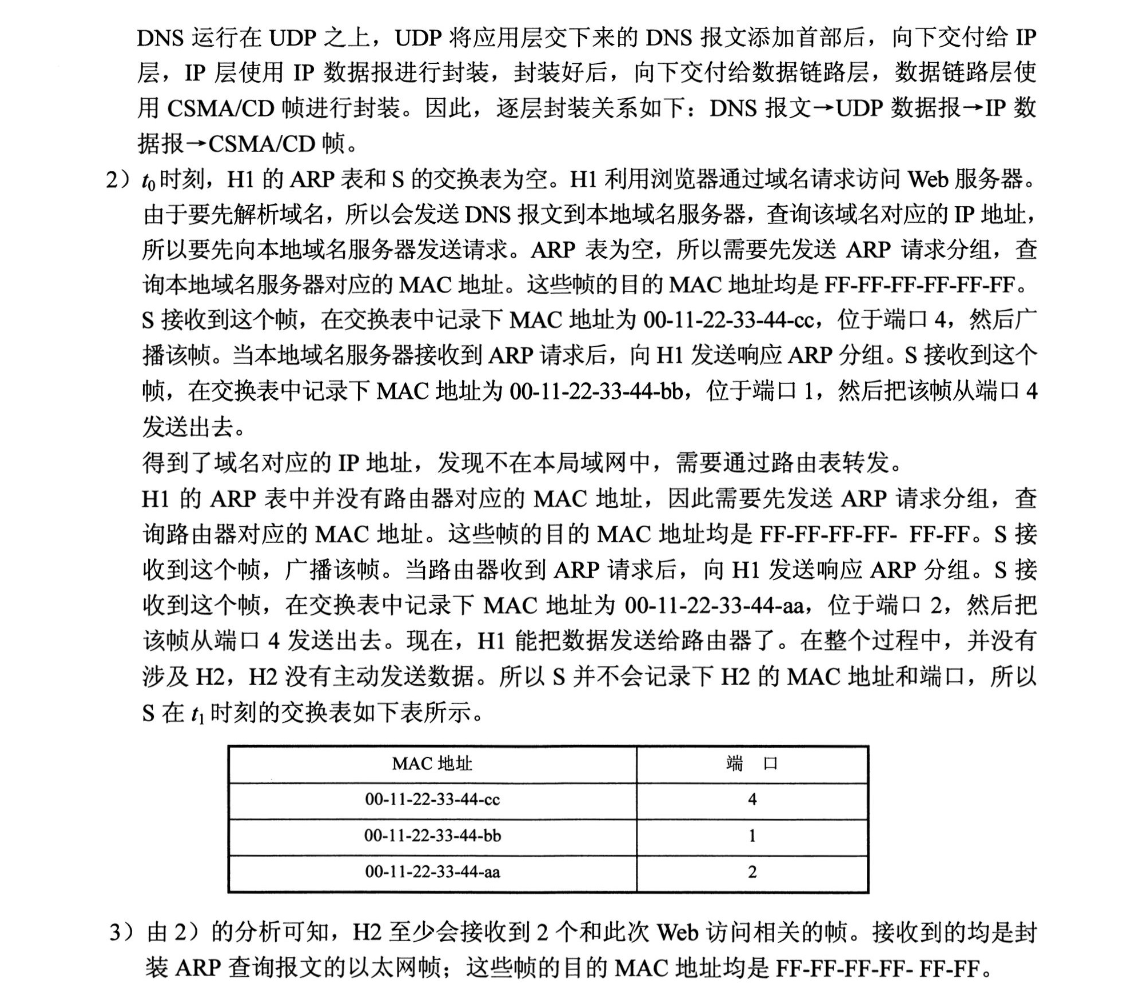 DNS 运行在 UDP 之上，UDP 将应用层交下来的 DNS 报文添加首部后，向下交付给 IP
层，IP 层使用 IP 数据报进行封装，封装好后，向下交付给数据链路层，数据链路层使
用 CSMA/CD 帧进行封装。因此，逐层封装关系如下：DNS 报文→UDP 数据报→IP 数
据报→CSMA/CD 帧。
2）t₀时刻，H1 的 ARP 表和 S 的交换表为空。H1 利用浏览器通过域名请求访问 Web 服务器。
由于要先解析域名，所以会发送 DNS 报文到本地域名服务器，查询该域名对应的 IP 地址，
所以要先向本地域名服务器发送请求。ARP 表为空，所以需要先发送 ARP 请求分组，查
询本地域名服务器对应的 MAC 地址。这些帧的目的 MAC 地址均是 FF-FF-FF-FF-FF-FF。
S 接收到这个帧，在交换表中记录下 MAC 地址为 00-11-22-33-44-cc，位于端口 4，然后广
播该帧。当本地域名服务器接收到 ARP 请求后，向 H1 发送响应 ARP 分组。S 接收到这个
帧，在交换表中记录下 MAC 地址为 00-11-22-33-44-bb，位于端口 1，然后把该帧从端口 4
发送出去。
得到了域名对应的 IP 地址，发现不在本局域网中，需要通过路由表转发。
H1 的 ARP 表中并没有路由器对应的 MAC 地址，因此需要先发送 ARP 请求分组，查
询路由器对应的 MAC 地址。这些帧的目的 MAC 地址均是 FF-FF-FF-FF- FF-FF。S 接
收到这个帧，广播该帧。当路由器收到 ARP 请求后，向 H1 发送响应 ARP 分组。S 接
收到这个帧，在交换表中记录下 MAC 地址为 00-11-22-33-44-aa，位于端口 2，然后把
该帧从端口 4 发送出去。现在，H1 能把数据发送给路由器了。在整个过程中，并没有
涉及 H2，H2 没有主动发送数据。所以 S 并不会记录下 H2 的 MAC 地址和端口，所以
S 在 t₁ 时刻的交换表如下表所示。
MAC 地址 端 口
00-11-22-33-44-cc 4
00-11-22-33-44-bb 1
00-11-22-33-44-aa 2
3）由 2）的分析可知，H2 至少会接收到 2 个和此次 Web 访问相关的帧。接收到的均是封
装 ARP 查询报文的以太网帧；这些帧的目的 MAC 地址均是 FF-FF-FF-FF- FF-FF。